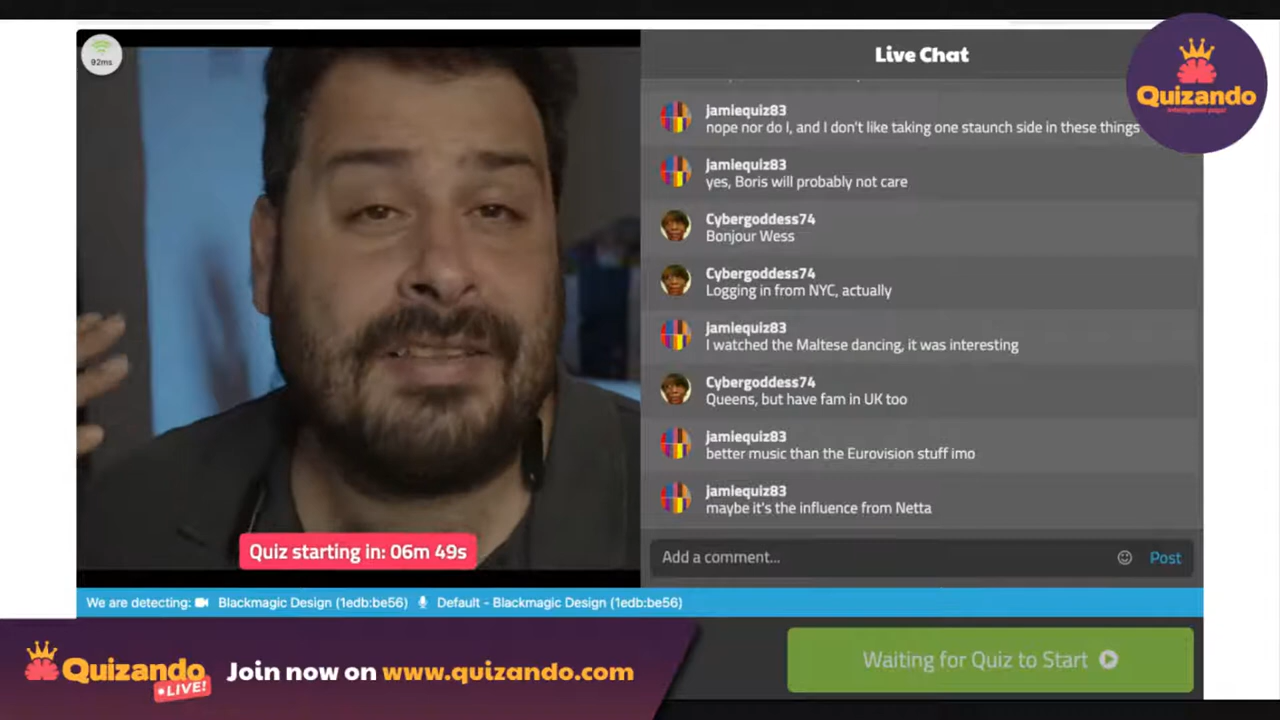 92ms
Live Chat
Quizando
jamiequiz83
nope nor do I, and I don't like taking one staunch side in these things
jamiequiz83
yes, Boris will probably not care
Cybergoddess74
Bonjour Wess
Cybergoddess74
Logging in from NYC, actually
jamiequiz83
I watched the Maltese dancing, it was interesting
Cybergoddess74
Queens, but have fam in UK too
jamiequiz83
better music than the Eurovision stuff imo
jamiequiz83
maybe it's the influence from Netta
Quiz starting in: 06m 49s
Add a comment...
Post
We are detecting: Blackmagic Design (1edb:be56) Default - Blackmagic Design (1edb:be56)
Quizando
LIVE!
Join now on www.quizando.com
Waiting for Quiz to Start